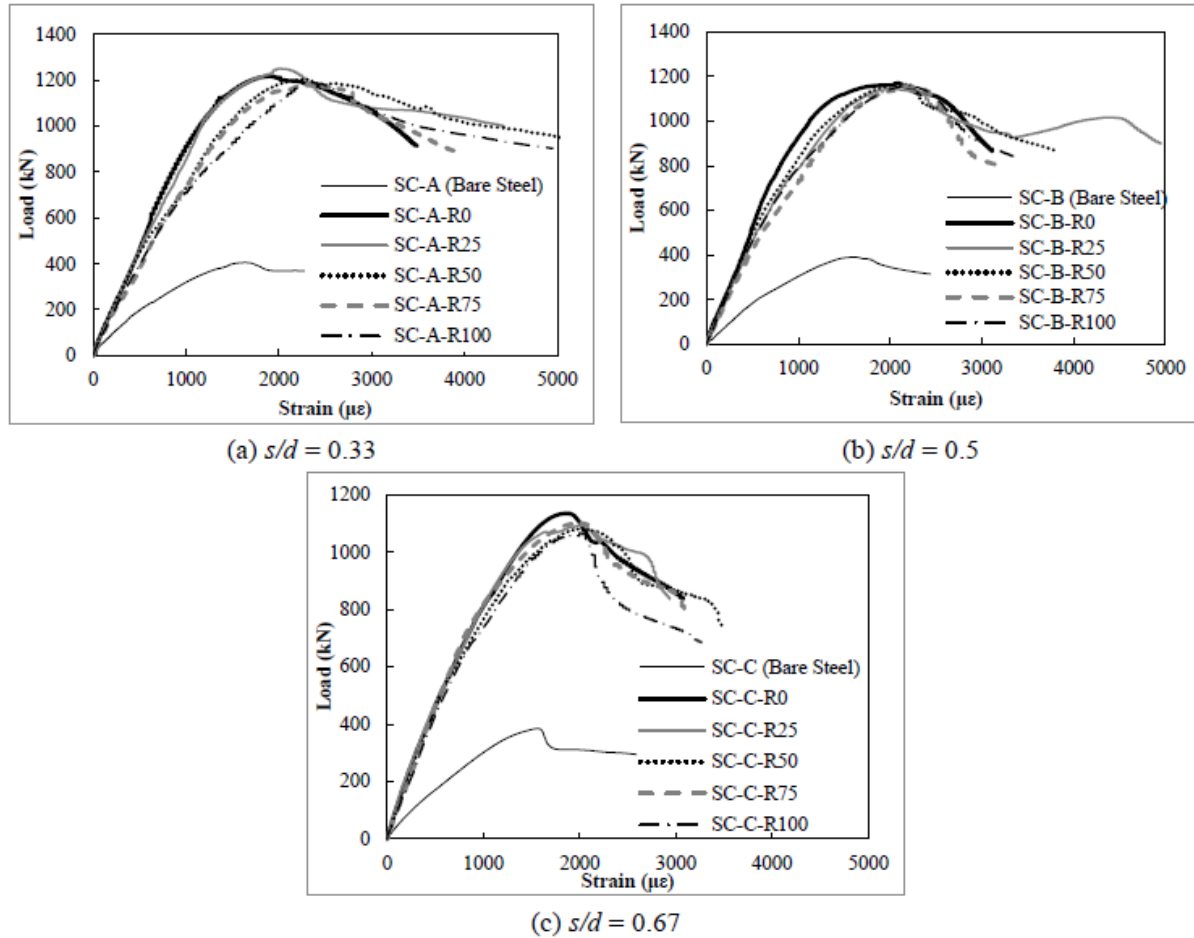 1400
1200
1000
800
600
400
200
0
Load (kN)
0 1000 2000 3000 4000 5000
Strain (με)
SC-A (Bare Steel)
SC-A-R0
SC-A-R25
SC-A-R50
SC-A-R75
SC-A-R100
(a) s/d = 0.33
1400
1200
1000
800
600
400
200
0
Load (kN)
0 1000 2000 3000 4000 5000
Strain (με)
SC-B (Bare Steel)
SC-B-R0
SC-B-R25
SC-B-R50
SC-B-R75
SC-B-R100
(b) s/d = 0.5
1200
1000
800
600
400
200
0
Load (kN)
0 1000 2000 3000 4000 5000
Strain (με)
SC-C (Bare Steel)
SC-C-R0
SC-C-R25
SC-C-R50
SC-C-R75
SC-C-R100
(c) s/d = 0.67